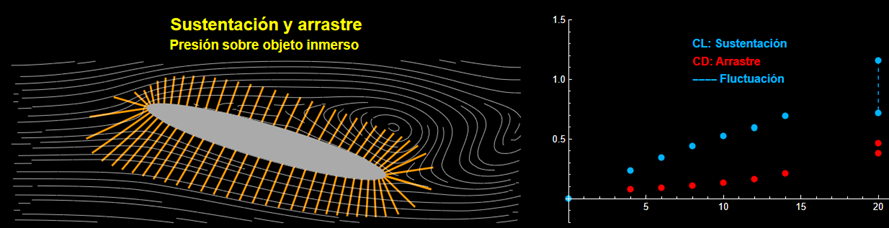 Sustentación y arrastre
Presión sobre objeto inmerso
1.5
CL: Sustentación
CD: Arrastre
---- Fluctuación
1.0
0.5
5
10
15
20